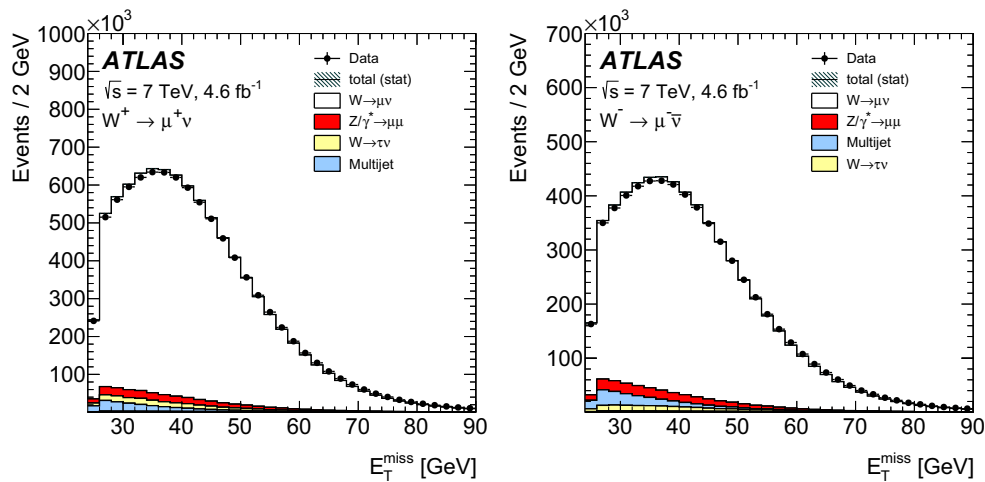 ×10³
1000
900
800
700
600
500
400
300
200
100
Events / 2 GeV
ATLAS
√s = 7 TeV, 4.6 fb⁻¹
W⁺ → μ⁺ν
Data
total (stat)
W→μν
Z/γ*→μμ
W→τν
Multijet
30 40 50 60 70 80 90
E_T^miss [GeV]
×10³
700
600
500
400
300
200
100
Events / 2 GeV
ATLAS
√s = 7 TeV, 4.6 fb⁻¹
W⁻ → μ⁻ν̅
Data
total (stat)
W→μν
Z/γ*→μμ
Multijet
W→τν
30 40 50 60 70 80 90
E_T^miss [GeV]